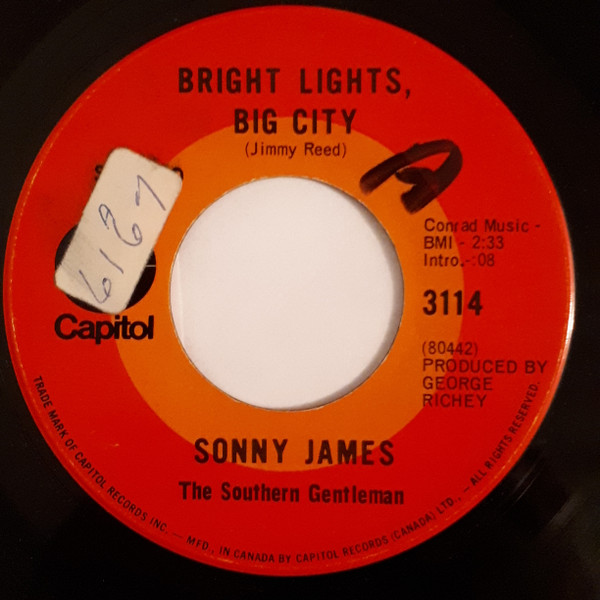 BRIGHT LIGHTS,
BIG CITY
(Jimmy Reed)
A
Conrad Music -
BMI - 2:33
Intro.-:08
3114
(80442)
PRODUCED BY
GEORGE
RICHEY
6127
Capitol
SONNY JAMES
The Southern Gentleman
TRADE MARK OF CAPITOL RECORDS INC. — MFD., IN CANADA BY CAPITOL RECORDS (CANADA) LTD., — ALL RIGHTS RESERVED.